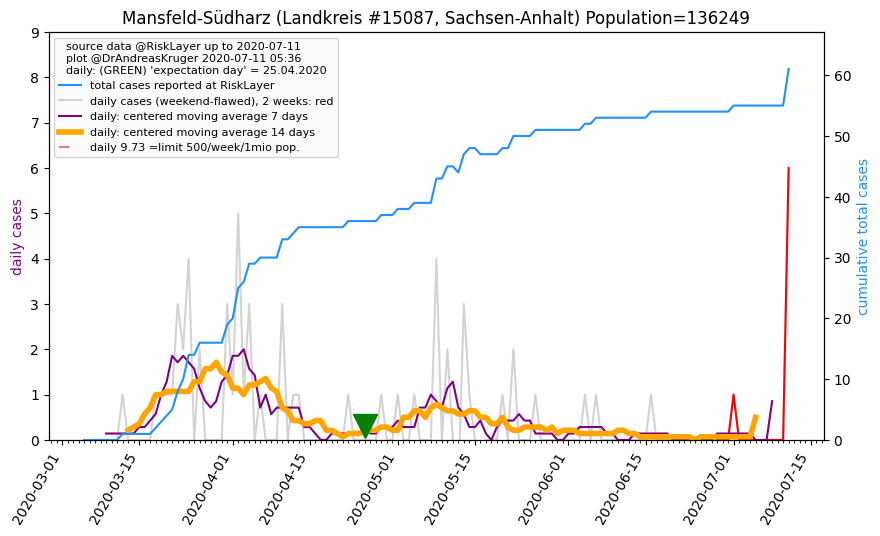 Mansfeld-Südharz (Landkreis #15087, Sachsen-Anhalt) Population=136249
source data @RiskLayer up to 2020-07-11
plot @DrAndreasKruger 2020-07-11 05:36
daily: (GREEN) 'expectation day' = 25.04.2020
total cases reported at RiskLayer
daily cases (weekend-flawed), 2 weeks: red
daily: centered moving average 7 days
daily: centered moving average 14 days
daily 9.73 =limit 500/week/1mio pop.
daily cases
9
8
7
6
5
4
3
2
1
0
60
50
40
30
20
10
0
cumulative total cases
2020-03-01
2020-03-15
2020-04-01
2020-04-15
2020-05-01
2020-05-15
2020-06-01
2020-06-15
2020-07-01
2020-07-15